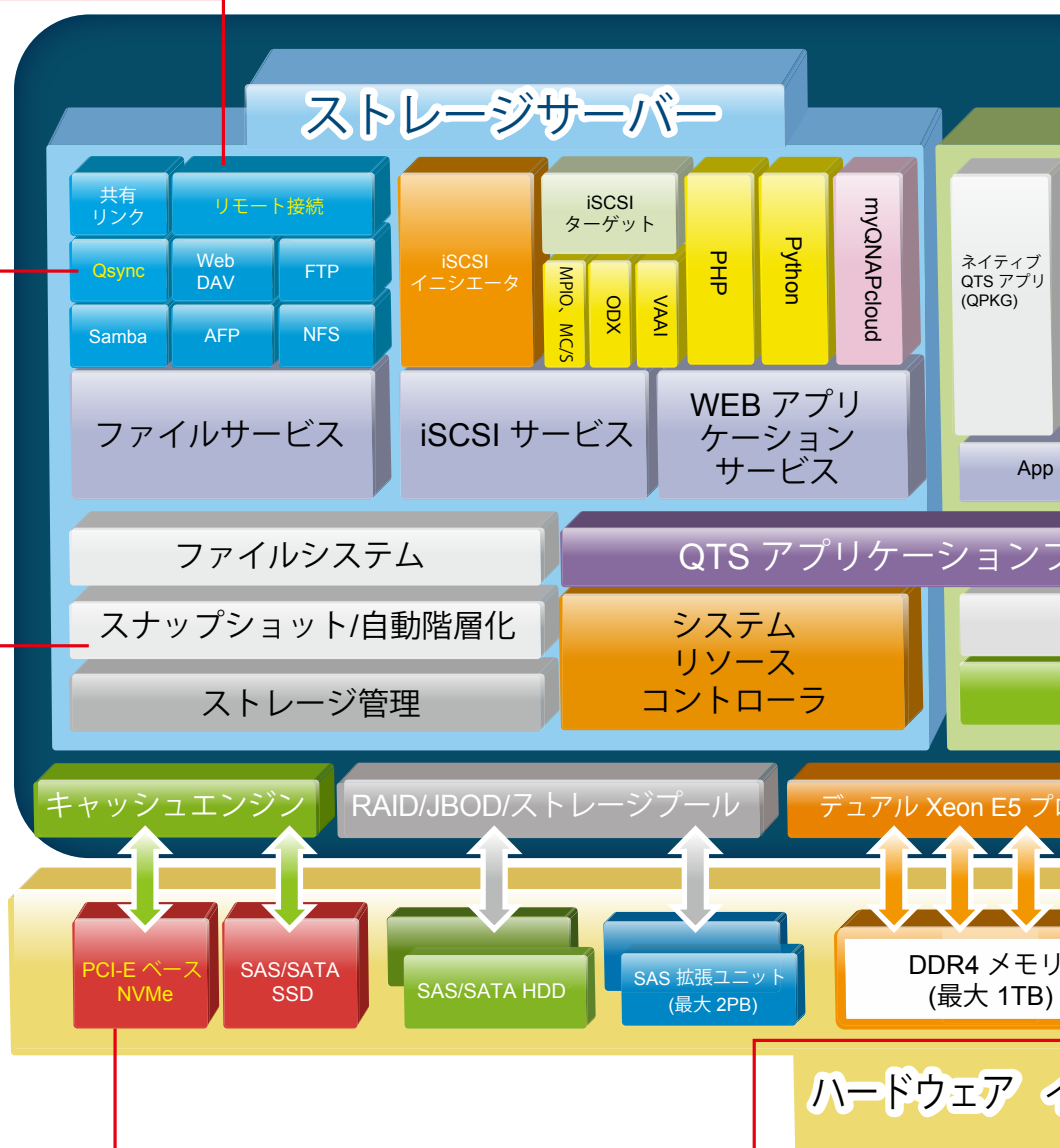 ストレージサーバー
共有
リンク
リモート接続
Qsync
Web
DAV
FTP
Samba
AFP
NFS
iSCSI
イニシエータ
iSCSI
ターゲット
MPIO、MC/S
ODX
VAAI
PHP
Python
myQNAPcloud
ネイティブ
QTS アプリ
(QPKG)
ファイルサービス
iSCSI サービス
WEB アプリ
ケーション
サービス
App
ファイルシステム
QTS アプリケーション
スナップショット/自動階層化
システム
リソース
コントローラ
ストレージ管理
キャッシュエンジン
RAID/JBOD/ストレージプール
デュアル Xeon E5 プ
PCI-E ベース
NVMe
SAS/SATA
SSD
SAS/SATA HDD
SAS 拡張ユニット
(最大 2PB)
DDR4 メモリ
(最大 1TB)
ハードウェア